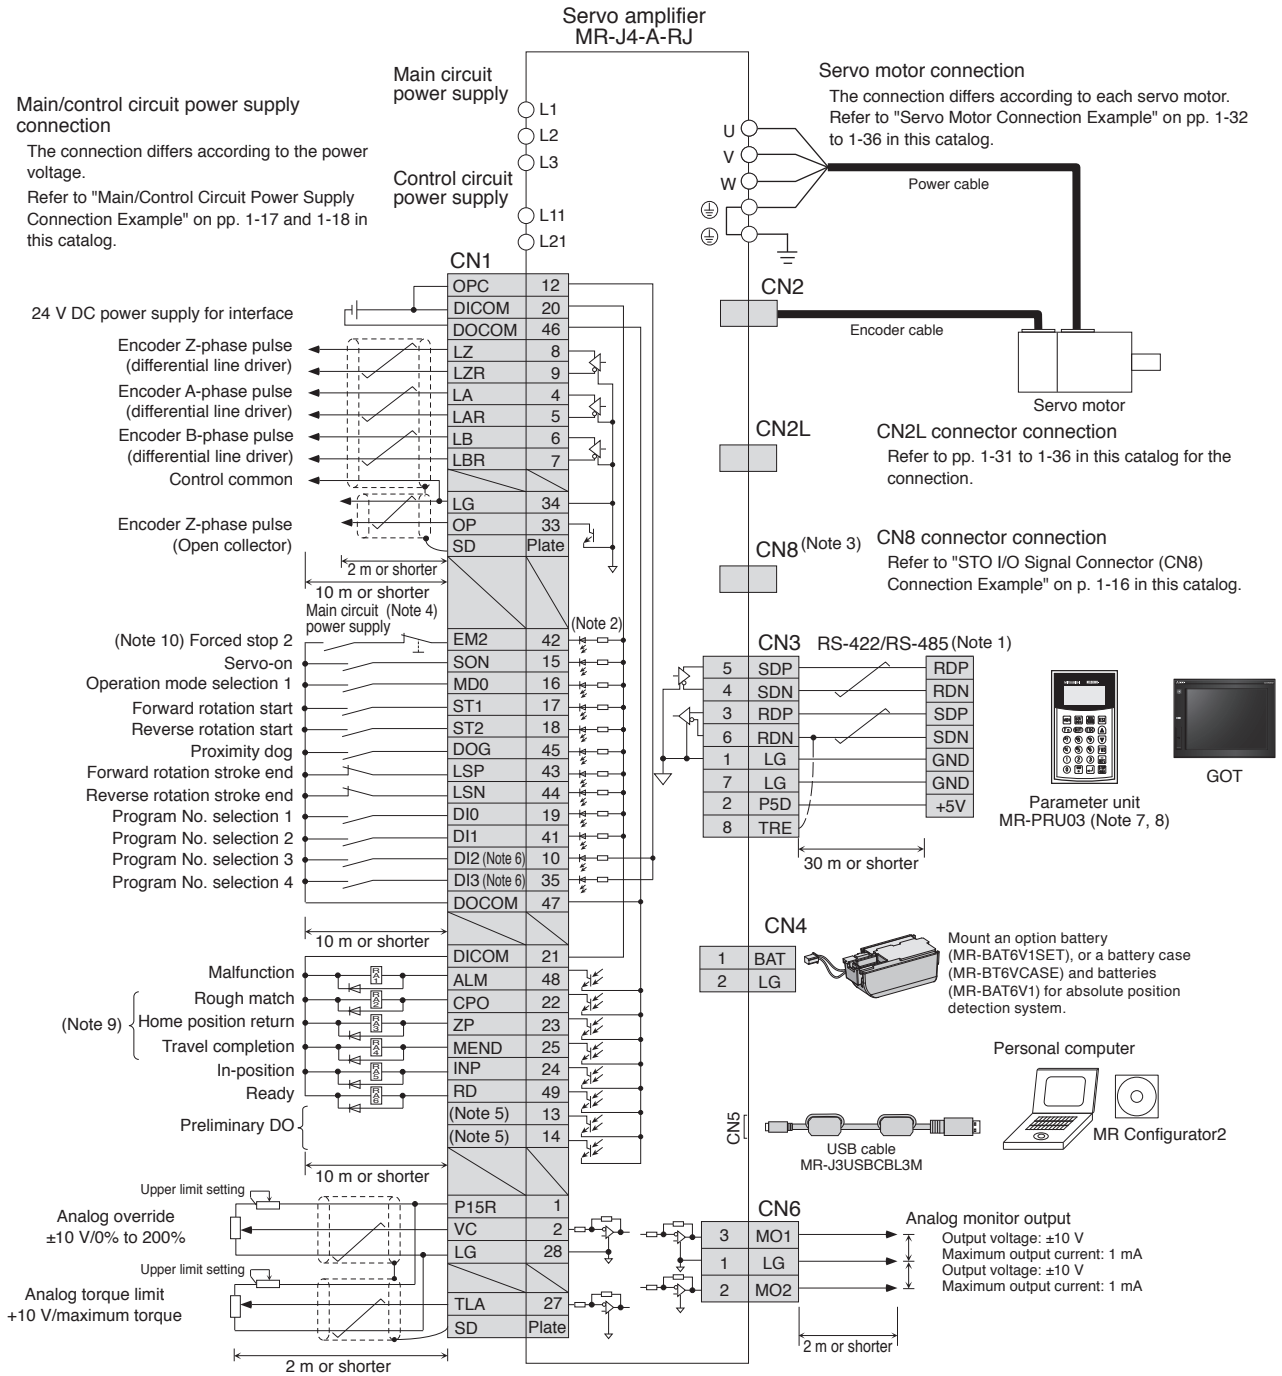 Servo amplifier
MR-J4-A-RJ
Main circuit
power supply
L1
L2
L3
Control circuit
power supply
L11
L21
Main/control circuit power supply
connection
The connection differs according to the power
voltage.
Refer to "Main/Control Circuit Power Supply
Connection Example" on pp. 1-17 and 1-18 in
this catalog.
Servo motor connection
The connection differs according to each servo motor.
Refer to "Servo Motor Connection Example" on pp. 1-32
to 1-36 in this catalog.
U
V
W
Power cable
CN2
Encoder cable
Servo motor
CN2L
CN2L connector connection
Refer to pp. 1-31 to 1-36 in this catalog for the
connection.
CN8 (Note 3)
CN8 connector connection
Refer to "STO I/O Signal Connector (CN8)
Connection Example" on p. 1-16 in this catalog.
CN1
OPC 12
24 V DC power supply for interface DICOM 20
DOCOM 46
Encoder Z-phase pulse
(differential line driver)
LZ 8
LZR 9
Encoder A-phase pulse
(differential line driver)
LA 4
LAR 5
Encoder B-phase pulse
(differential line driver)
LB 6
LBR 7
Control common
LG 34
Encoder Z-phase pulse
(Open collector)
OP 33
SD Plate
2 m or shorter
10 m or shorter
Main circuit (Note 4)
power supply
(Note 2)
(Note 10) Forced stop 2 EM2 42
Servo-on SON 15
Operation mode selection 1 MD0 16
Forward rotation start ST1 17
Reverse rotation start ST2 18
Proximity dog DOG 45
Forward rotation stroke end LSP 43
Reverse rotation stroke end LSN 44
Program No. selection 1 DI0 19
Program No. selection 2 DI1 41
Program No. selection 3 DI2 (Note 6) 10
Program No. selection 4 DI3 (Note 6) 35
DOCOM 47
10 m or shorter
DICOM 21
Malfunction RA1 ALM 48
(Note 9)
Rough match RA2 CPO 22
Home position return RA3 ZP 23
Travel completion RA4 MEND 25
In-position RA5 INP 24
Ready RA6 RD 49
Preliminary DO
(Note 5) 13
(Note 5) 14
10 m or shorter
Upper limit setting
Analog override
±10 V/0% to 200%
P15R 1
VC 2
LG 28
Upper limit setting
Analog torque limit
+10 V/maximum torque
TLA 27
SD Plate
2 m or shorter
CN3
RS-422/RS-485 (Note 1)
5 SDP RDP
4 SDN RDN
3 RDP SDP
6 RDN SDN
1 LG GND
7 LG GND
2 P5D +5V
8 TRE
30 m or shorter
Parameter unit
MR-PRU03 (Note 7, 8)
GOT
CN4
1 BAT
2 LG
Mount an option battery
(MR-BAT6V1SET), or a battery case
(MR-BT6VCASE) and batteries
(MR-BAT6V1) for absolute position
detection system.
Personal computer
CN5
USB cable
MR-J3USBCBL3M
MR Configurator2
CN6
3 MO1
1 LG
2 MO2
Analog monitor output
Output voltage: ±10 V
Maximum output current: 1 mA
Output voltage: ±10 V
Maximum output current: 1 mA
2 m or shorter